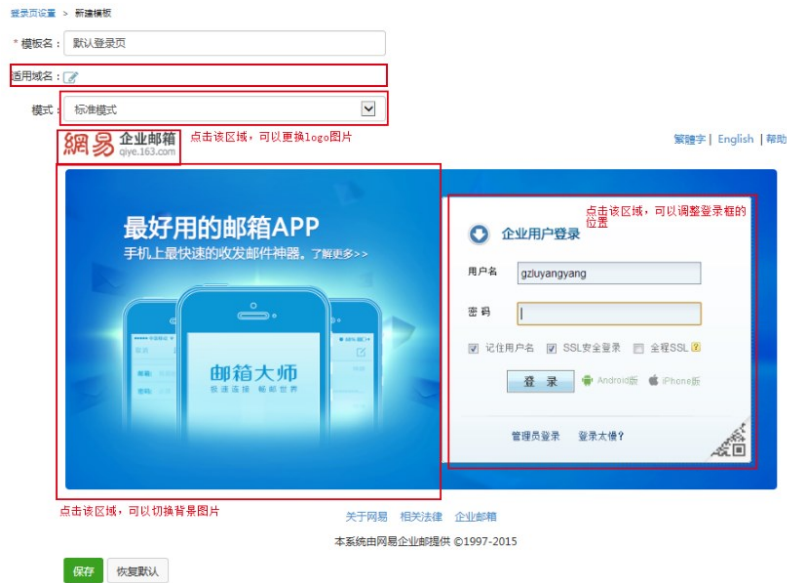 登录页设置 > 新建模板
* 模板名： 默认登录页
适用域名：
模式： 标准模式
網易 企业邮箱
qiye.163.com
点击该区域，可以更换logo图片
繁體字 | English | 帮助
最好用的邮箱APP
手机上最快速的收发邮件神器。了解更多>>
邮箱大师
极速连接 畅邮世界
点击该区域，可以调整登录框的
位置
企业用户登录
用户名 gzluyangyang
密 码
记住用户名 SSL安全登录 全程SSL
登 录 Android版 iPhone版
管理员登录 登录太慢?
点击该区域，可以切换背景图片
关于网易 相关法律 企业邮箱
本系统由网易企业邮提供 ©1997-2015
保存 恢复默认